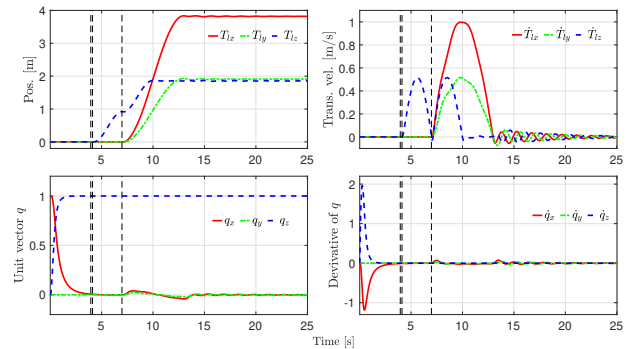 4
3
2
1
0
Pos. [m]
T_lx T_ly T_lz
5 10 15 20 25
1
0.8
0.6
0.4
0.2
0
Trans. vel. [m/s]
Ṫ_lx Ṫ_ly Ṫ_lz
5 10 15 20 25
1
0.5
0
Unit vector q
q_x q_y q_z
5 10 15 20 25
2
1
0
-1
Devivative of q
q̇_x q̇_y q̇_z
5 10 15 20 25
Time [s]